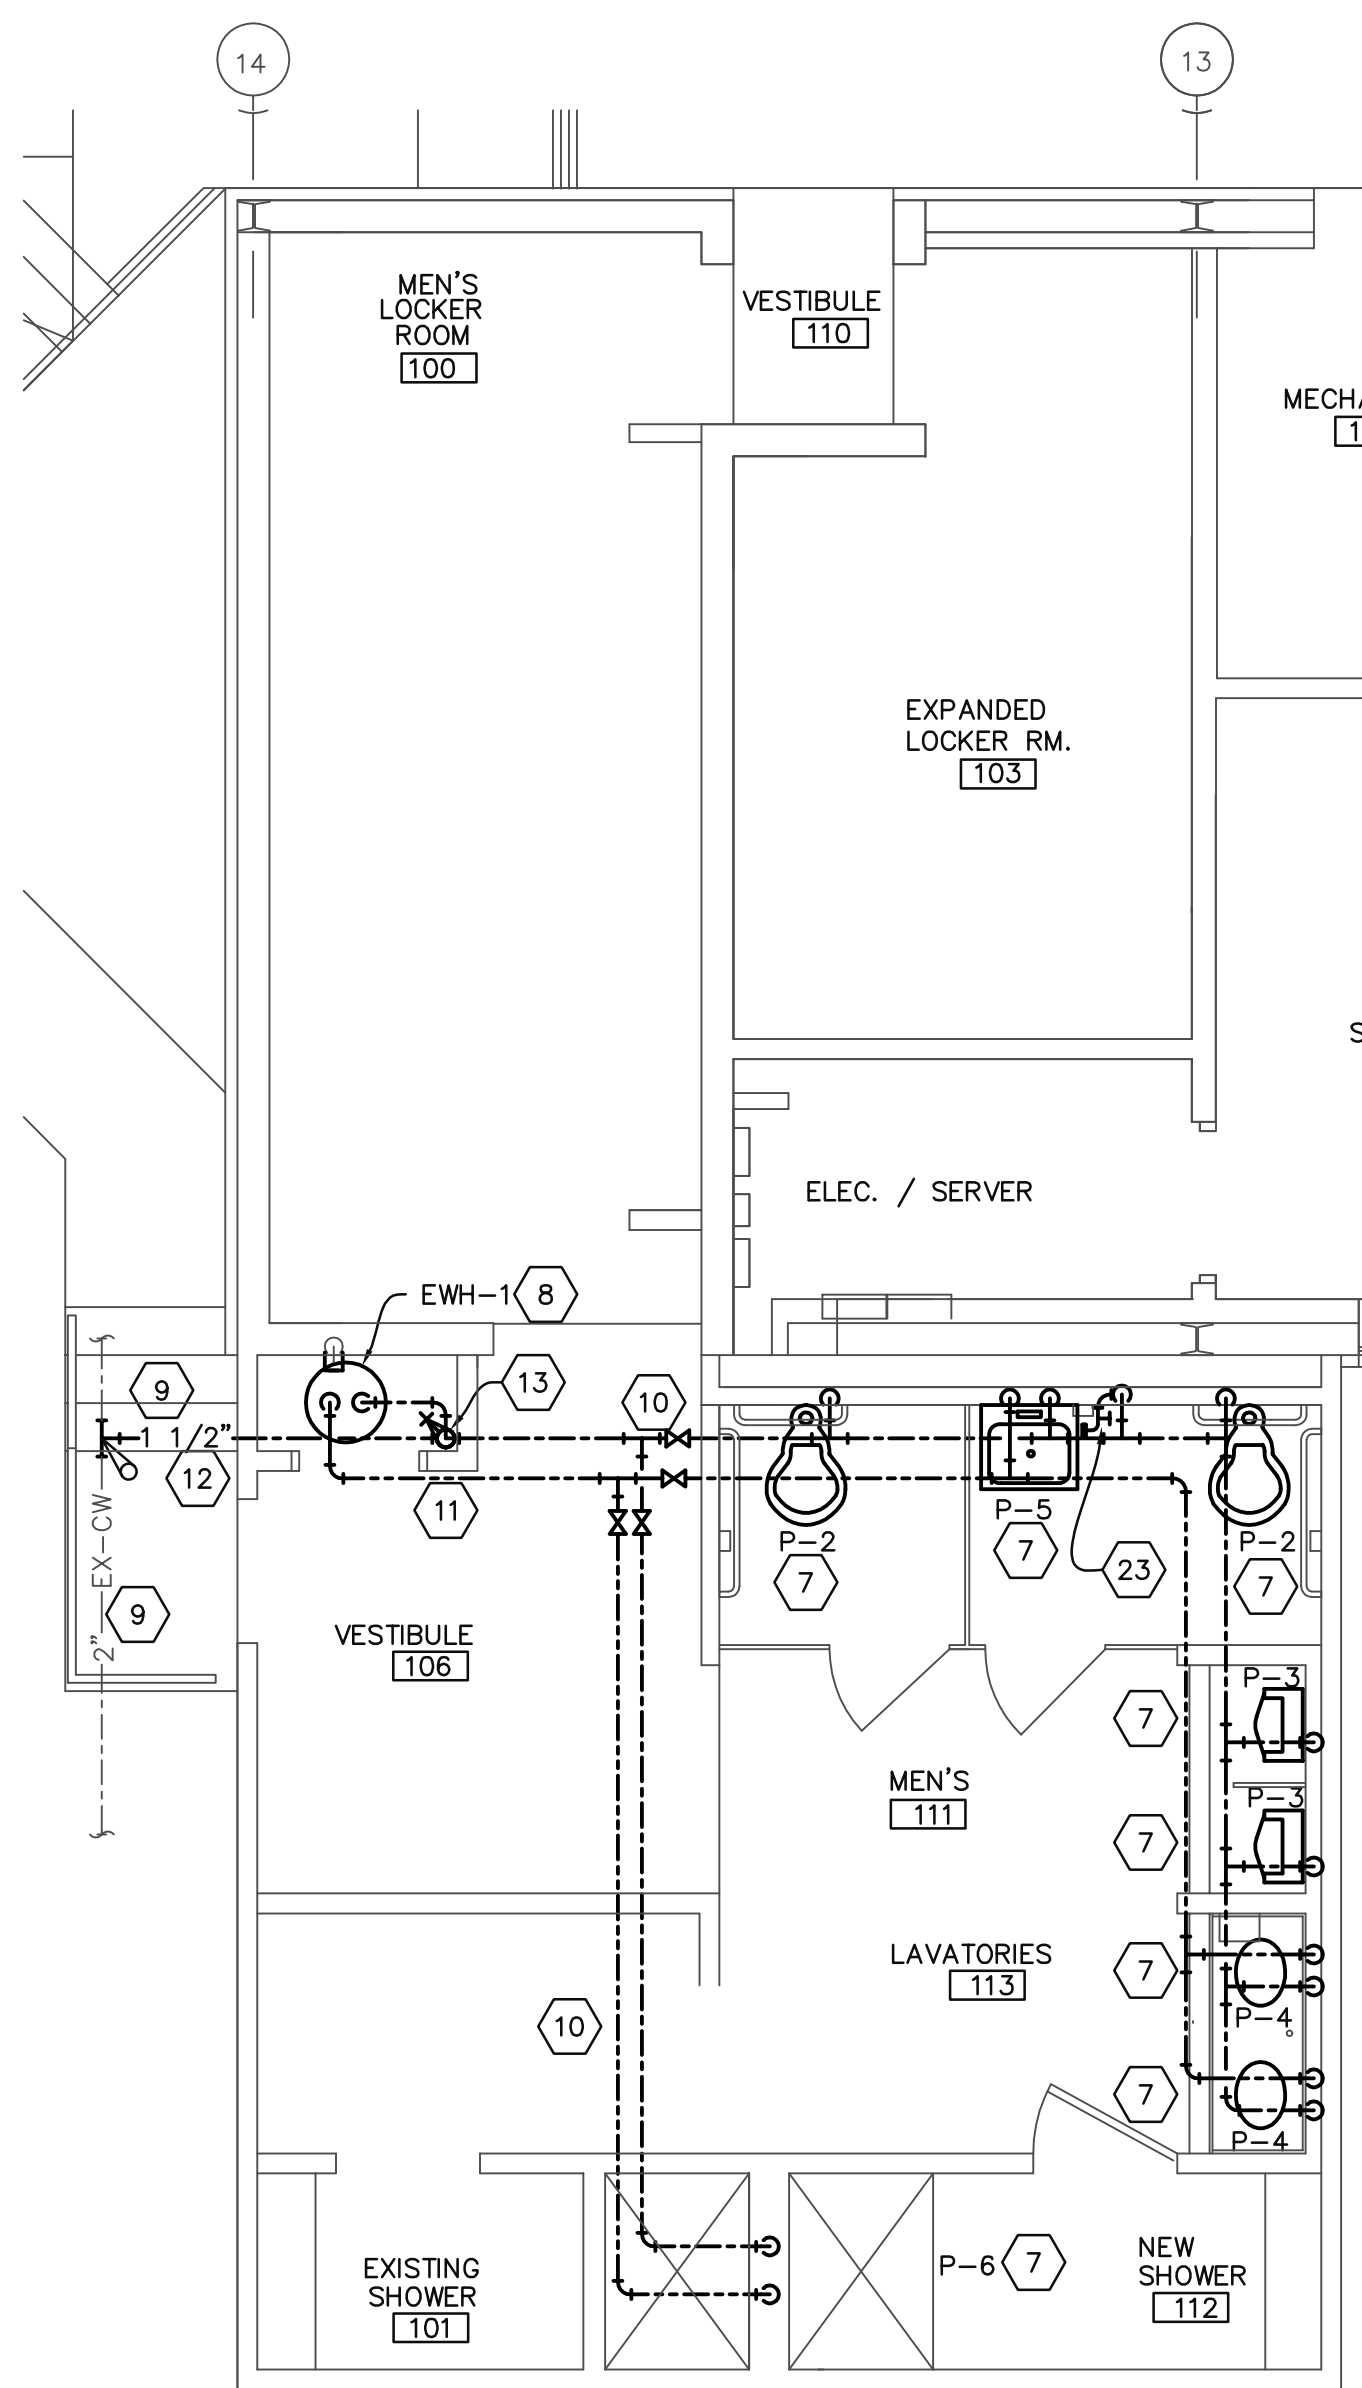 14
13
MEN'S
LOCKER
ROOM
100
VESTIBULE
110
MECHA
1
EXPANDED
LOCKER RM.
103
S
ELEC. / SERVER
EWH-1
8
9
13
10
1 1/2"
12
11
EX-CW
2"
9
P-2
7
P-5
7
23
P-2
7
VESTIBULE
106
P-3
7
MEN'S
111
P-3
7
LAVATORIES
113
7
P-4
10
7
P-4
EXISTING
SHOWER
101
P-6
7
NEW
SHOWER
112